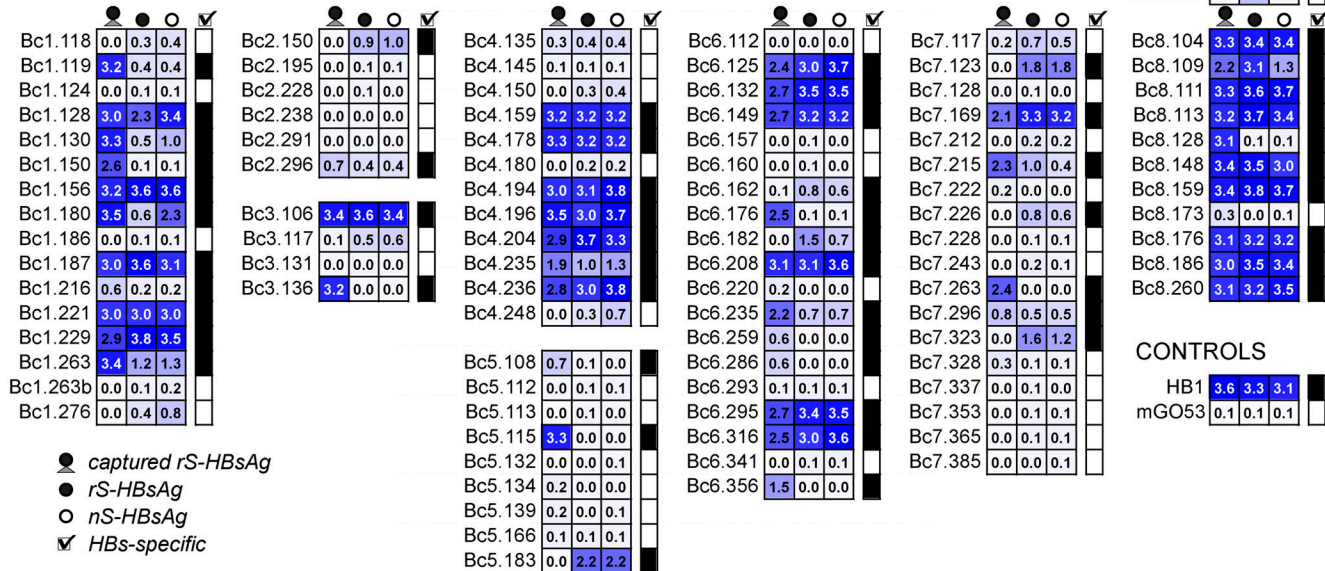 Bc1.118 0.0 0.3 0.4
Bc1.119 3.2 0.4 0.4
Bc1.124 0.0 0.1 0.1
Bc1.128 3.0 2.3 3.4
Bc1.130 3.3 0.5 1.0
Bc1.150 2.6 0.1 0.1
Bc1.156 3.2 3.6 3.6
Bc1.180 3.5 0.6 2.3
Bc1.186 0.0 0.1 0.1
Bc1.187 3.0 3.6 3.1
Bc1.216 0.6 0.2 0.2
Bc1.221 3.0 3.0 3.0
Bc1.229 2.9 3.8 3.5
Bc1.263 3.4 1.2 1.3
Bc1.263b 0.0 0.1 0.2
Bc1.276 0.0 0.4 0.8
captured rS-HBsAg
rS-HBsAg
nS-HBsAg
HBs-specific
Bc2.150 0.0 0.9 1.0
Bc2.195 0.0 0.1 0.1
Bc2.228 0.0 0.1 0.0
Bc2.238 0.0 0.0 0.0
Bc2.291 0.0 0.0 0.0
Bc2.296 0.7 0.4 0.4
Bc3.106 3.4 3.6 3.4
Bc3.117 0.1 0.5 0.6
Bc3.131 0.0 0.0 0.0
Bc3.136 3.2 0.0 0.0
Bc4.135 0.3 0.4 0.4
Bc4.145 0.1 0.1 0.1
Bc4.150 0.0 0.3 0.4
Bc4.159 3.2 3.2 3.2
Bc4.178 3.3 3.2 3.2
Bc4.180 0.0 0.2 0.2
Bc4.194 3.0 3.1 3.8
Bc4.196 3.5 3.0 3.7
Bc4.204 2.9 3.7 3.3
Bc4.235 1.9 1.0 1.3
Bc4.236 2.8 3.0 3.8
Bc4.248 0.0 0.3 0.7
Bc5.108 0.7 0.1 0.0
Bc5.112 0.0 0.1 0.0
Bc5.113 0.0 0.1 0.0
Bc5.115 3.3 0.0 0.0
Bc5.132 0.0 0.0 0.1
Bc5.134 0.2 0.0 0.0
Bc5.139 0.2 0.0 0.1
Bc5.166 0.1 0.1 0.1
Bc5.183 0.0 2.2 2.2
Bc6.112 0.0 0.0 0.0
Bc6.125 2.4 3.0 3.7
Bc6.132 2.7 3.5 3.5
Bc6.149 2.7 3.2 3.2
Bc6.157 0.0 0.1 0.0
Bc6.160 0.0 0.1 0.0
Bc6.162 0.1 0.8 0.6
Bc6.176 2.5 0.1 0.1
Bc6.182 0.0 1.5 0.7
Bc6.208 3.1 3.1 3.6
Bc6.220 0.2 0.0 0.0
Bc6.235 2.2 0.7 0.7
Bc6.259 0.6 0.0 0.0
Bc6.286 0.6 0.0 0.0
Bc6.293 0.1 0.1 0.1
Bc6.295 2.7 3.4 3.5
Bc6.316 2.5 3.0 3.6
Bc6.341 0.0 0.1 0.1
Bc6.356 1.5 0.0 0.0
Bc7.117 0.2 0.7 0.5
Bc7.123 0.0 1.8 1.8
Bc7.128 0.0 0.1 0.0
Bc7.169 2.1 3.3 3.2
Bc7.212 0.0 0.2 0.2
Bc7.215 2.3 1.0 0.4
Bc7.222 0.2 0.0 0.0
Bc7.226 0.0 0.8 0.6
Bc7.228 0.0 0.1 0.1
Bc7.243 0.0 0.2 0.1
Bc7.263 2.4 0.0 0.0
Bc7.296 0.8 0.5 0.5
Bc7.323 0.0 1.6 1.2
Bc7.328 0.3 0.1 0.1
Bc7.337 0.0 0.1 0.0
Bc7.353 0.0 0.1 0.1
Bc7.365 0.0 0.1 0.1
Bc7.385 0.0 0.0 0.1
Bc8.104 3.3 3.4 3.4
Bc8.109 2.2 3.1 1.3
Bc8.111 3.3 3.6 3.7
Bc8.113 3.2 3.7 3.4
Bc8.128 3.1 0.1 0.1
Bc8.148 3.4 3.5 3.0
Bc8.159 3.4 3.8 3.7
Bc8.173 0.3 0.0 0.1
Bc8.176 3.1 3.2 3.2
Bc8.186 3.0 3.5 3.4
Bc8.260 3.1 3.2 3.5
CONTROLS
HB1 3.6 3.3 3.1
mGO53 0.1 0.1 0.1